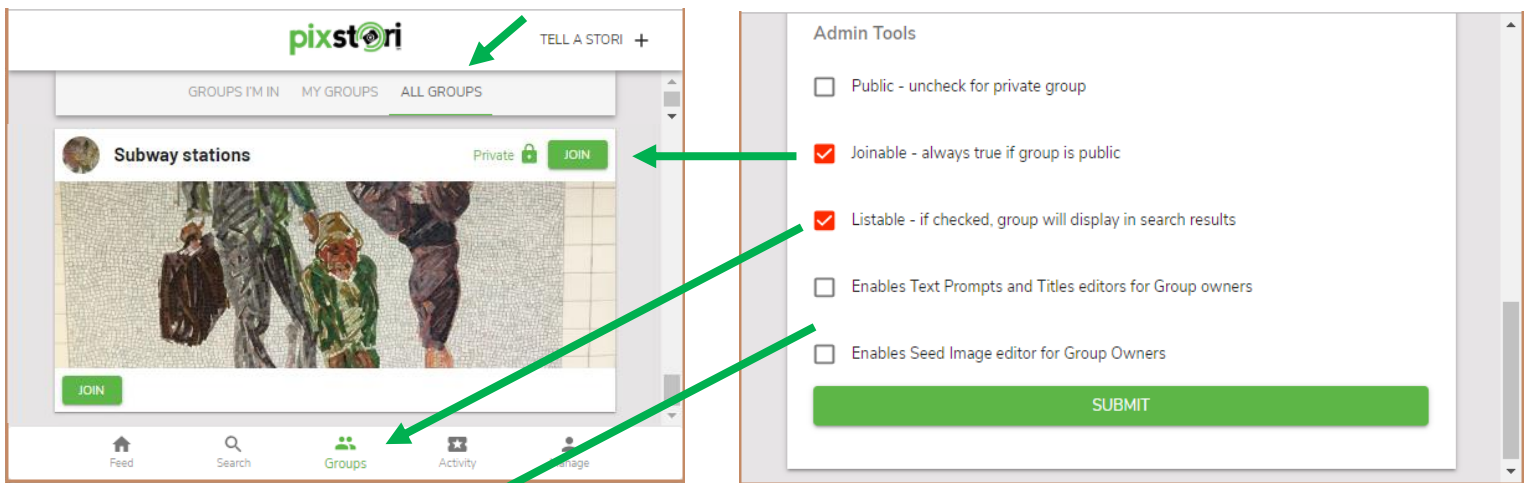 pixstori
TELL A STORI +
GROUPS I'M IN MY GROUPS ALL GROUPS
Subway stations
Private
JOIN
JOIN
Feed
Search
Groups
Activity
Manage
Admin Tools
Public - uncheck for private group
Joinable - always true if group is public
Listable - if checked, group will display in search results
Enables Text Prompts and Titles editors for Group owners
Enables Seed Image editor for Group Owners
SUBMIT